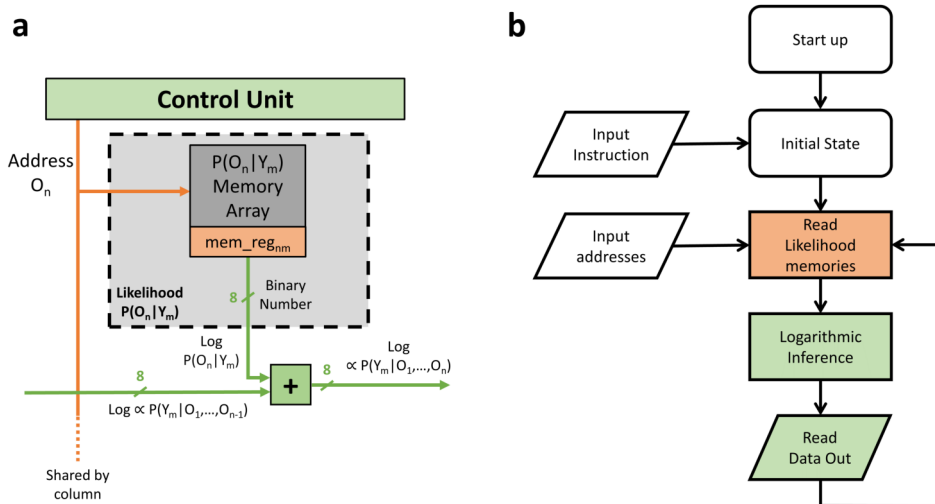 a
Control Unit
Address
Oₙ
P(Oₙ|Yₘ)
Memory
Array
mem_regₙₘ
Likelihood
P(Oₙ|Yₘ)
8
Binary
Number
Log
P(Oₙ|Yₘ)
8
Log ∝ P(Yₘ|O₁,...,Oₙ₋₁)
+
8
Log
∝ P(Yₘ|O₁,...,Oₙ)
Shared by
column
b
Start up
Input
Instruction
Initial State
Input
addresses
Read
Likelihood
memories
Logarithmic
Inference
Read
Data Out